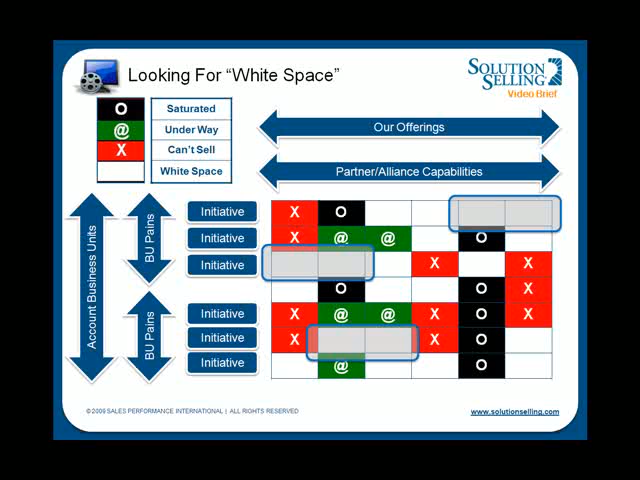 Looking For “White Space”
SOLUTION
SELLING
Video Brief
O Saturated
@ Under Way
X Can't Sell
White Space
Our Offerings
Partner/Alliance Capabilities
Account Business Units
BU Pains
BU Pains
Initiative X O
Initiative X @ @ O
Initiative X X
O O X
Initiative X @ @ X O X
Initiative X X O
Initiative @ O
© 2009 SALES PERFORMANCE INTERNATIONAL | ALL RIGHTS RESERVED
www.solutionselling.com